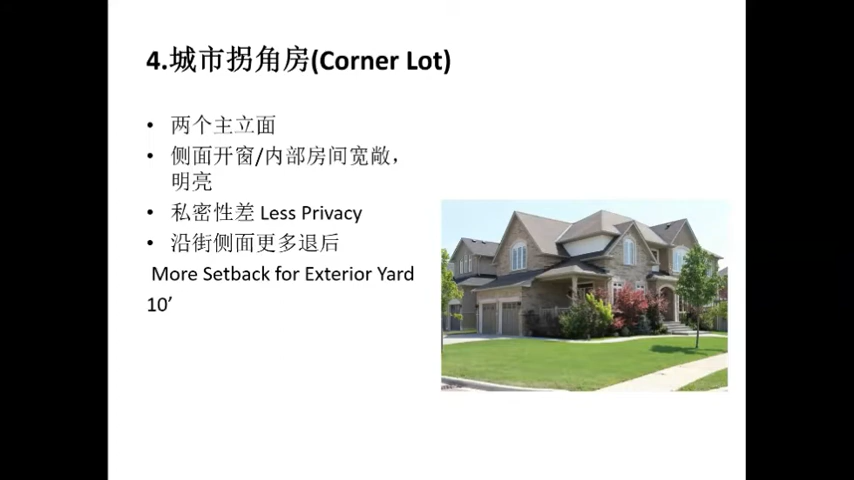 4.城市拐角房(Corner Lot)
• 两个主立面
• 侧面开窗/内部房间宽敞，
明亮
• 私密性差 Less Privacy
• 沿街侧面更多退后
More Setback for Exterior Yard
10’